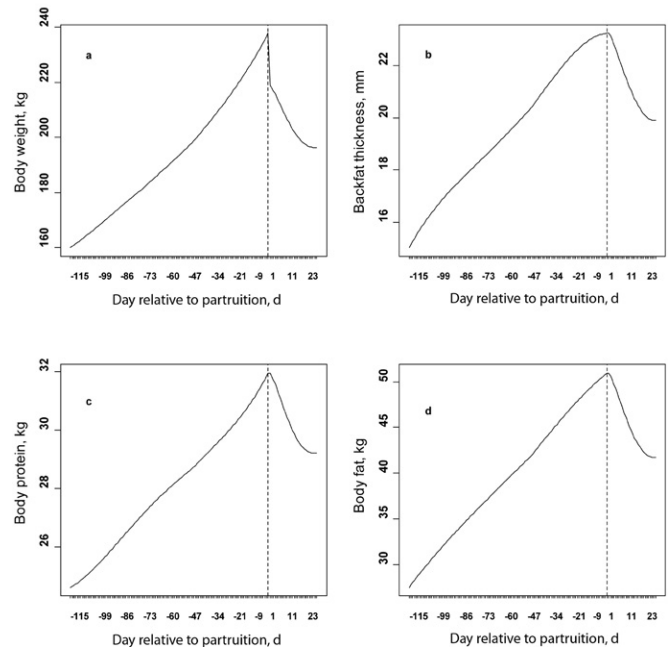 a
Body weight, kg
160 180 200 220 240
-115 -99 -86 -73 -60 -47 -34 -21 -9 1 11 23
Day relative to partruition, d
b
Backfat thickness, mm
16 18 20 22
-115 -99 -86 -73 -60 -47 -34 -21 -9 1 11 23
Day relative to partruition, d
c
Body protein, kg
26 28 30 32
-115 -99 -86 -73 -60 -47 -34 -21 -9 1 11 23
Day relative to partruition, d
d
Body fat, kg
30 35 40 45 50
-115 -99 -86 -73 -60 -47 -34 -21 -9 1 11 23
Day relative to partruition, d